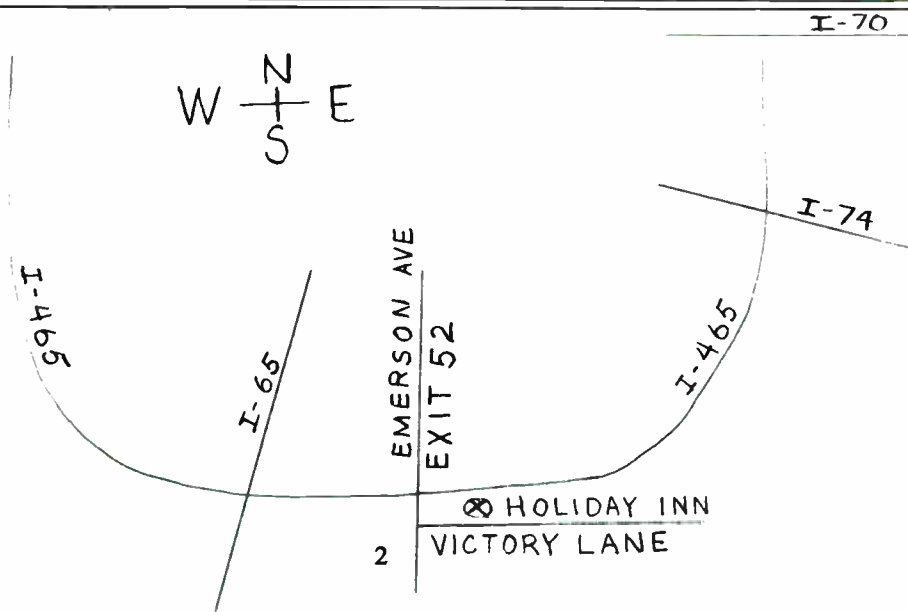 I-70
N
W E
S
I-74
EMERSON AVE
EXIT 52
I-465
I-65
I-465
HOLIDAY INN
VICTORY LANE
2